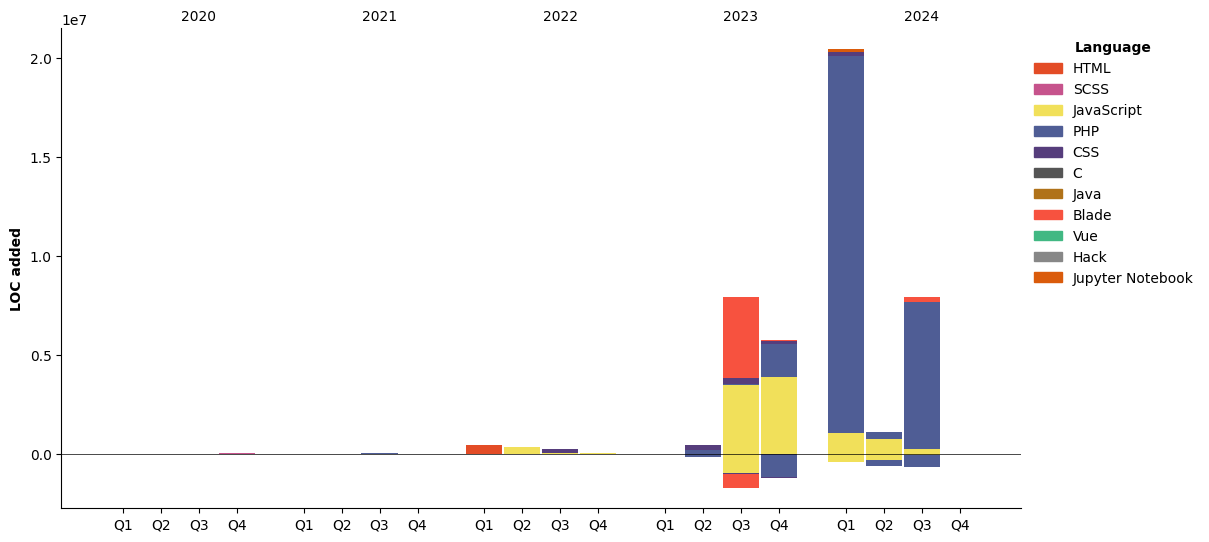 2020 2021 2022 2023 2024
1e7
Language
HTML
SCSS
JavaScript
PHP
CSS
C
Java
Blade
Vue
Hack
Jupyter Notebook
LOC added
2.0
1.5
1.0
0.5
0.0
Q1 Q2 Q3 Q4 Q1 Q2 Q3 Q4 Q1 Q2 Q3 Q4 Q1 Q2 Q3 Q4 Q1 Q2 Q3 Q4